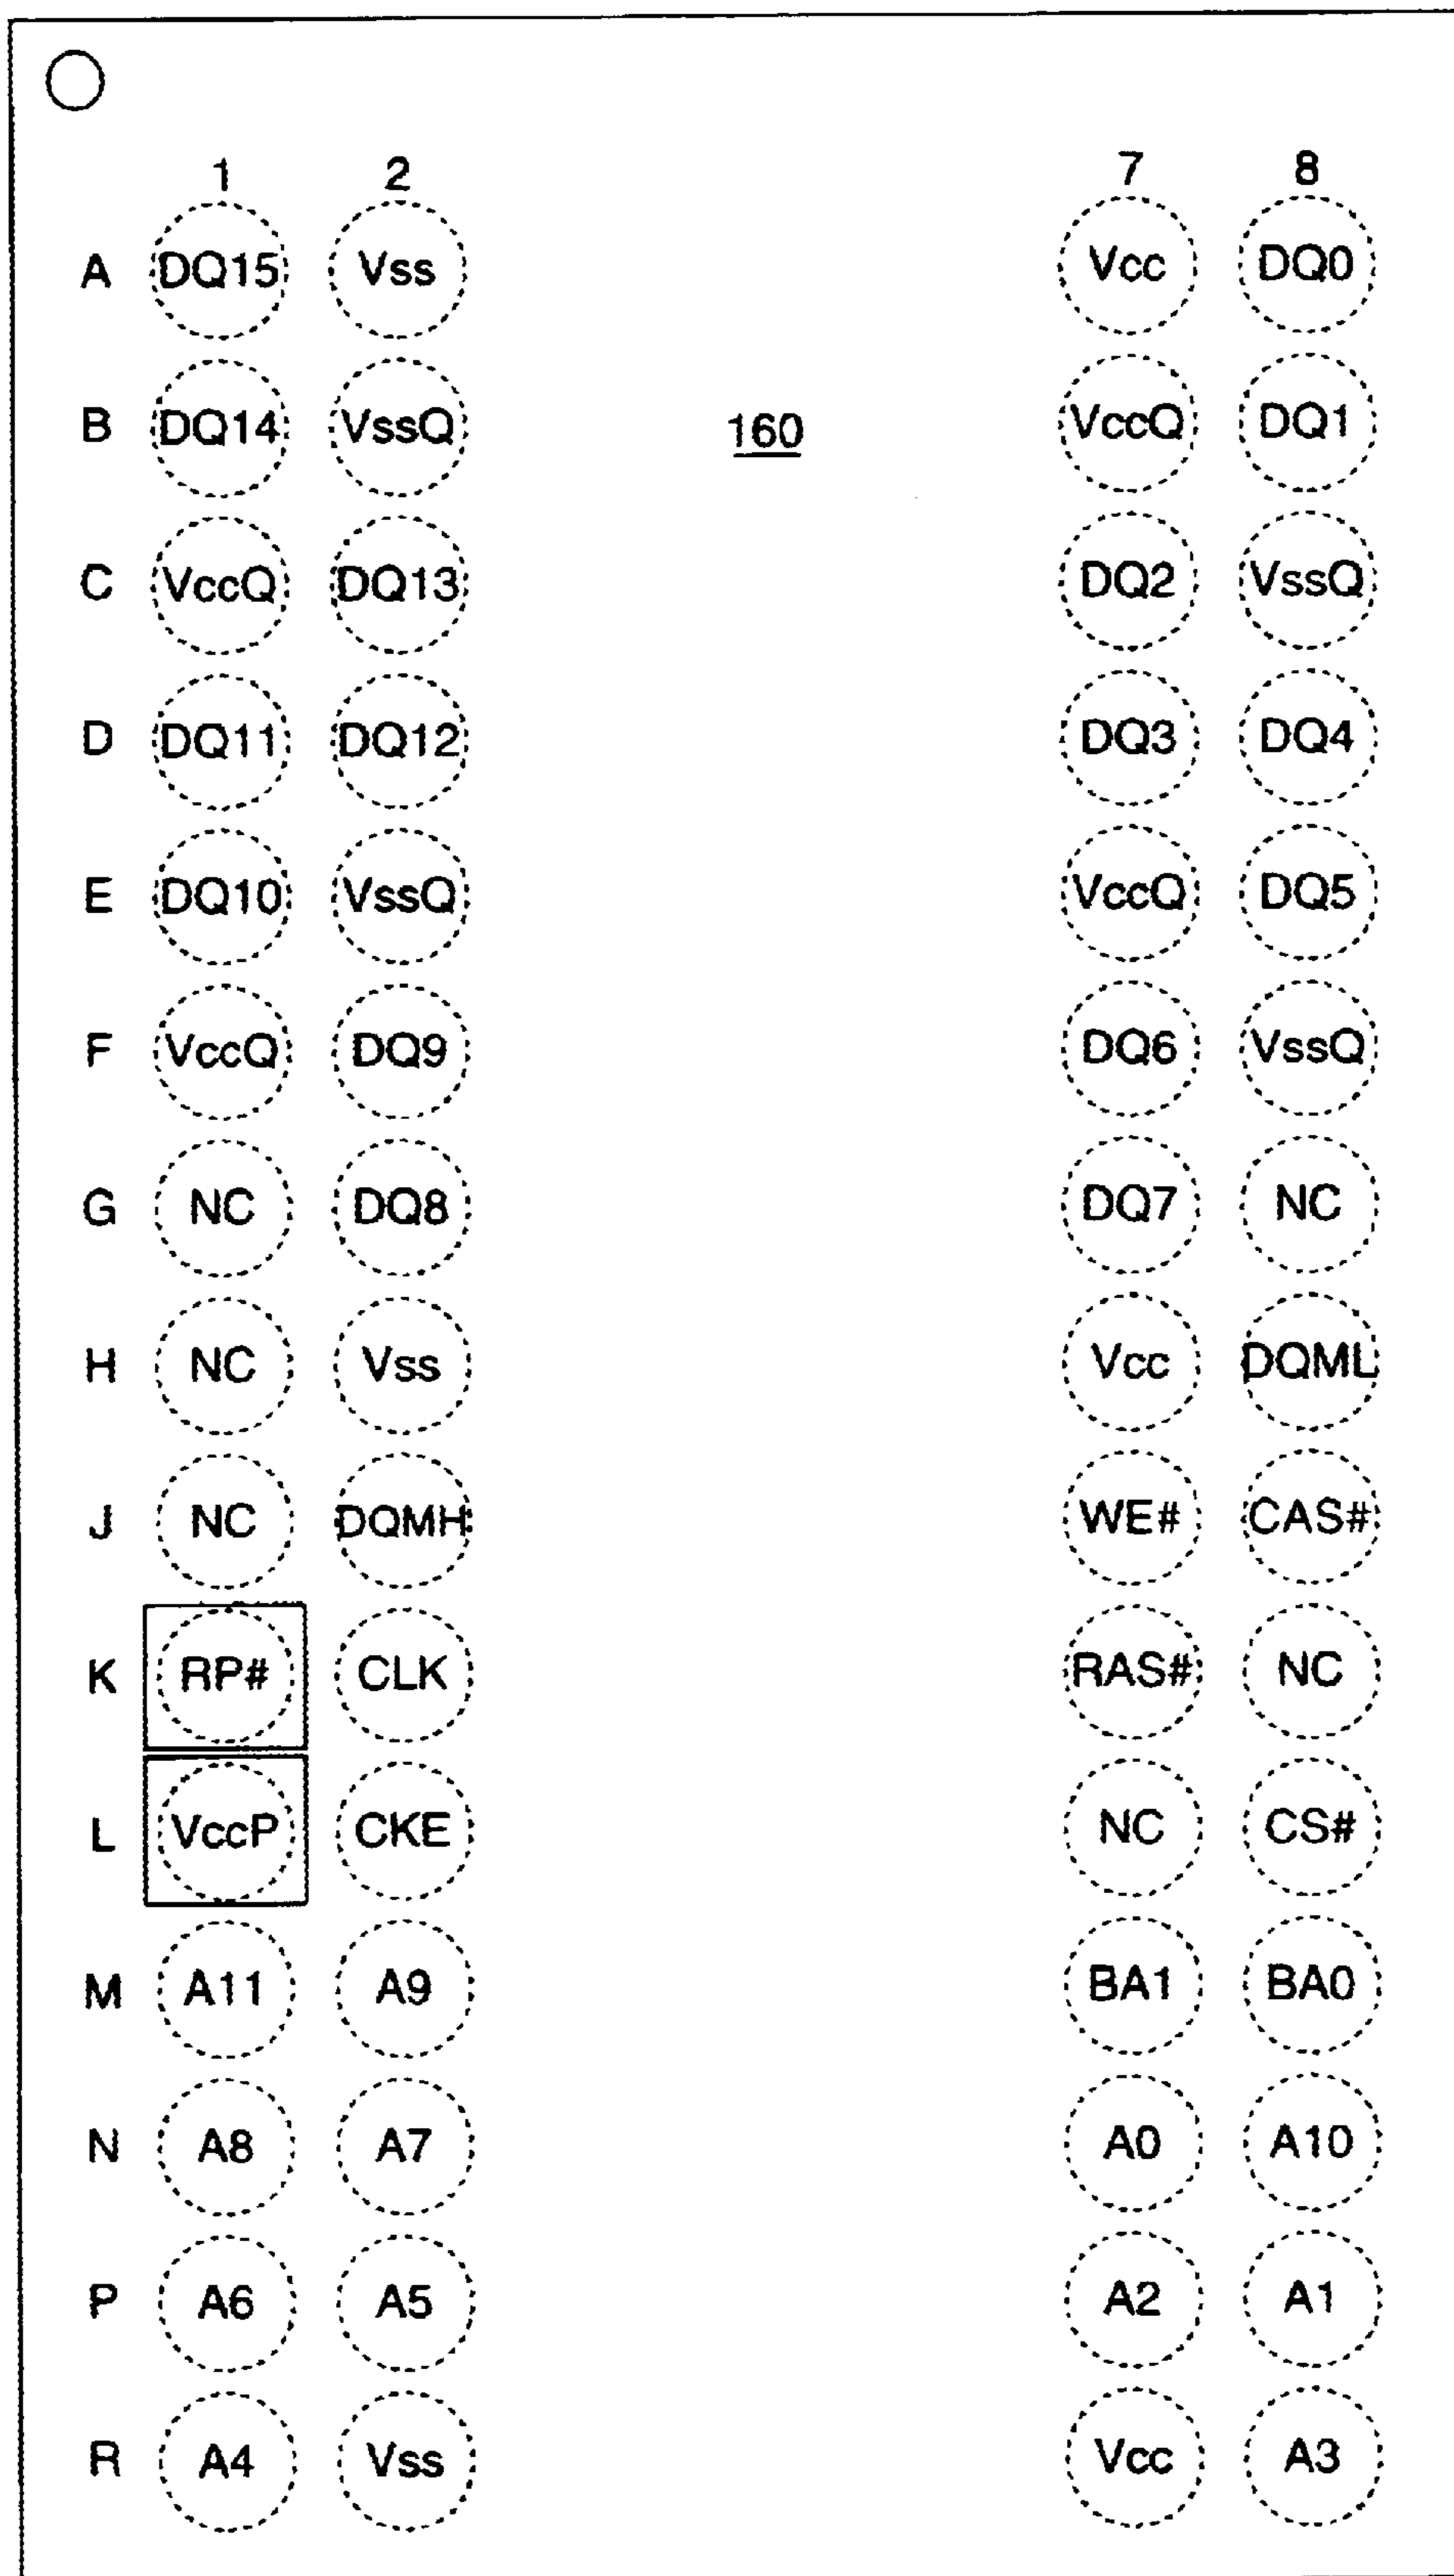 1 2 7 8
A DQ15 Vss Vcc DQ0
B DQ14 VssQ 160 VccQ DQ1
C VccQ DQ13 DQ2 VssQ
D DQ11 DQ12 DQ3 DQ4
E DQ10 VssQ VccQ DQ5
F VccQ DQ9 DQ6 VssQ
G NC DQ8 DQ7 NC
H NC Vss Vcc DQML
J NC DQMH WE# CAS#
K RP# CLK RAS# NC
L VccP CKE NC CS#
M A11 A9 BA1 BA0
N A8 A7 A0 A10
P A6 A5 A2 A1
R A4 Vss Vcc A3